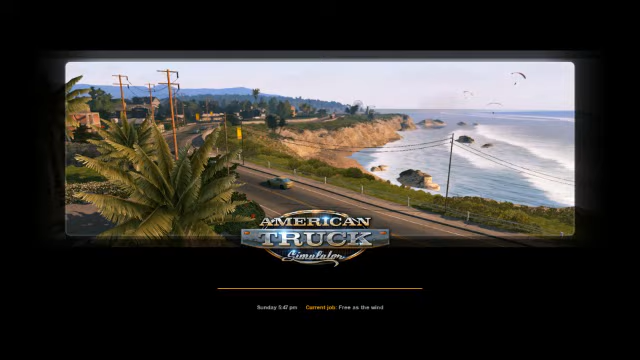 AMERICAN
TRUCK
Simulator
Sunday 5:47 pm Current job: Free as the wind